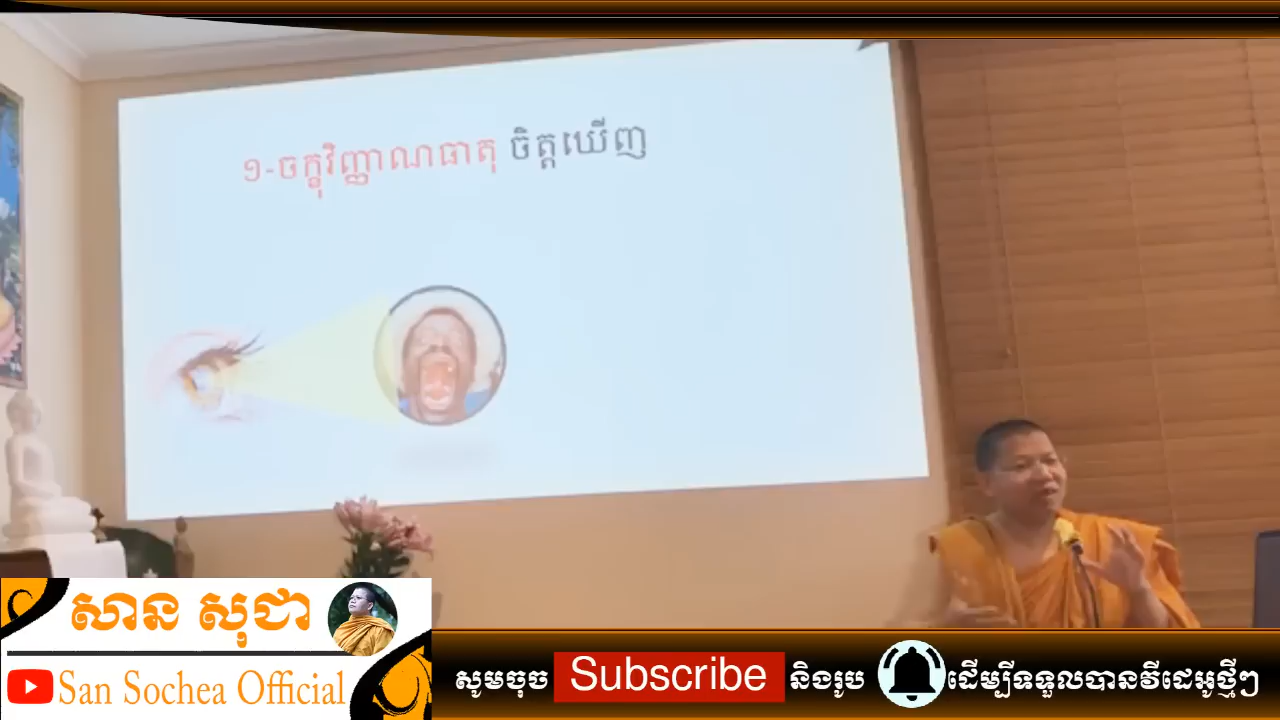 ១-ចក្ខុវិញ្ញាណធាតុ ចិត្តឃើញ
សាន សុជា
San Sochea Official
សូមចុច Subscribe និងរូប ដើម្បីទទួលបានវីដេអូថ្មីៗ